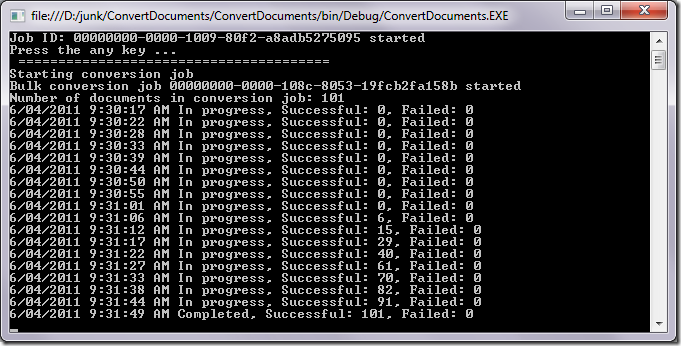 file:///D:/junk/ConvertDocuments/ConvertDocuments/bin/Debug/ConvertDocuments.EXE
Job ID: 00000000-0000-1009-80f2-a8adb5275095 started
Press the any key ...
=======================================
Starting conversion job
Bulk conversion job 00000000-0000-108c-8053-19fcb2fa158b started
Number of documents in conversion job: 101
6/04/2011 9:30:17 AM In progress, Successful: 0, Failed: 0
6/04/2011 9:30:22 AM In progress, Successful: 0, Failed: 0
6/04/2011 9:30:28 AM In progress, Successful: 0, Failed: 0
6/04/2011 9:30:33 AM In progress, Successful: 0, Failed: 0
6/04/2011 9:30:39 AM In progress, Successful: 0, Failed: 0
6/04/2011 9:30:44 AM In progress, Successful: 0, Failed: 0
6/04/2011 9:30:50 AM In progress, Successful: 0, Failed: 0
6/04/2011 9:30:55 AM In progress, Successful: 0, Failed: 0
6/04/2011 9:31:01 AM In progress, Successful: 0, Failed: 0
6/04/2011 9:31:06 AM In progress, Successful: 6, Failed: 0
6/04/2011 9:31:12 AM In progress, Successful: 15, Failed: 0
6/04/2011 9:31:17 AM In progress, Successful: 29, Failed: 0
6/04/2011 9:31:22 AM In progress, Successful: 40, Failed: 0
6/04/2011 9:31:27 AM In progress, Successful: 61, Failed: 0
6/04/2011 9:31:33 AM In progress, Successful: 70, Failed: 0
6/04/2011 9:31:38 AM In progress, Successful: 82, Failed: 0
6/04/2011 9:31:44 AM In progress, Successful: 91, Failed: 0
6/04/2011 9:31:49 AM Completed, Successful: 101, Failed: 0